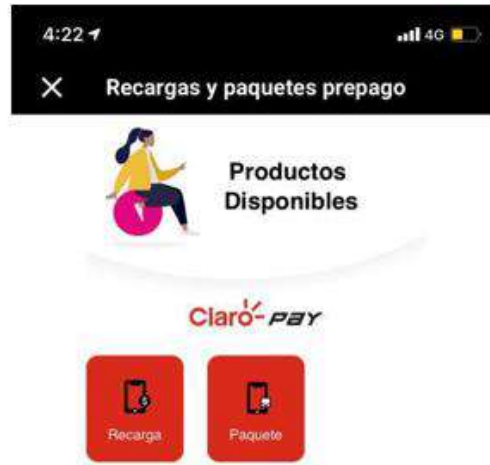 4:22
4G
Recargas y paquetes prepago
Productos
Disponibles
Claro-pay
Recarga
Paquete